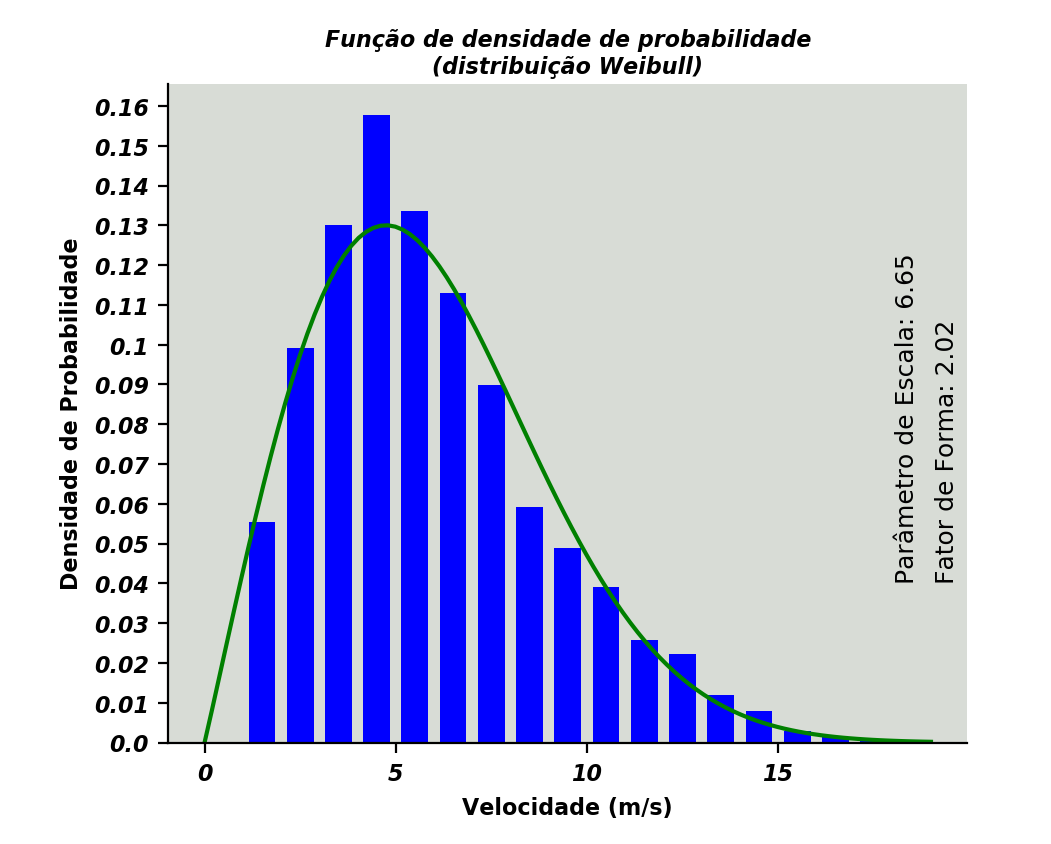 Função de densidade de probabilidade
(distribuição Weibull)
0.16
0.15
0.14
0.13
0.12
0.11
0.1
0.09
0.08
0.07
0.06
0.05
0.04
0.03
0.02
0.01
0.0
Densidade de Probabilidade
Parâmetro de Escala: 6.65
Fator de Forma: 2.02
0 5 10 15
Velocidade (m/s)